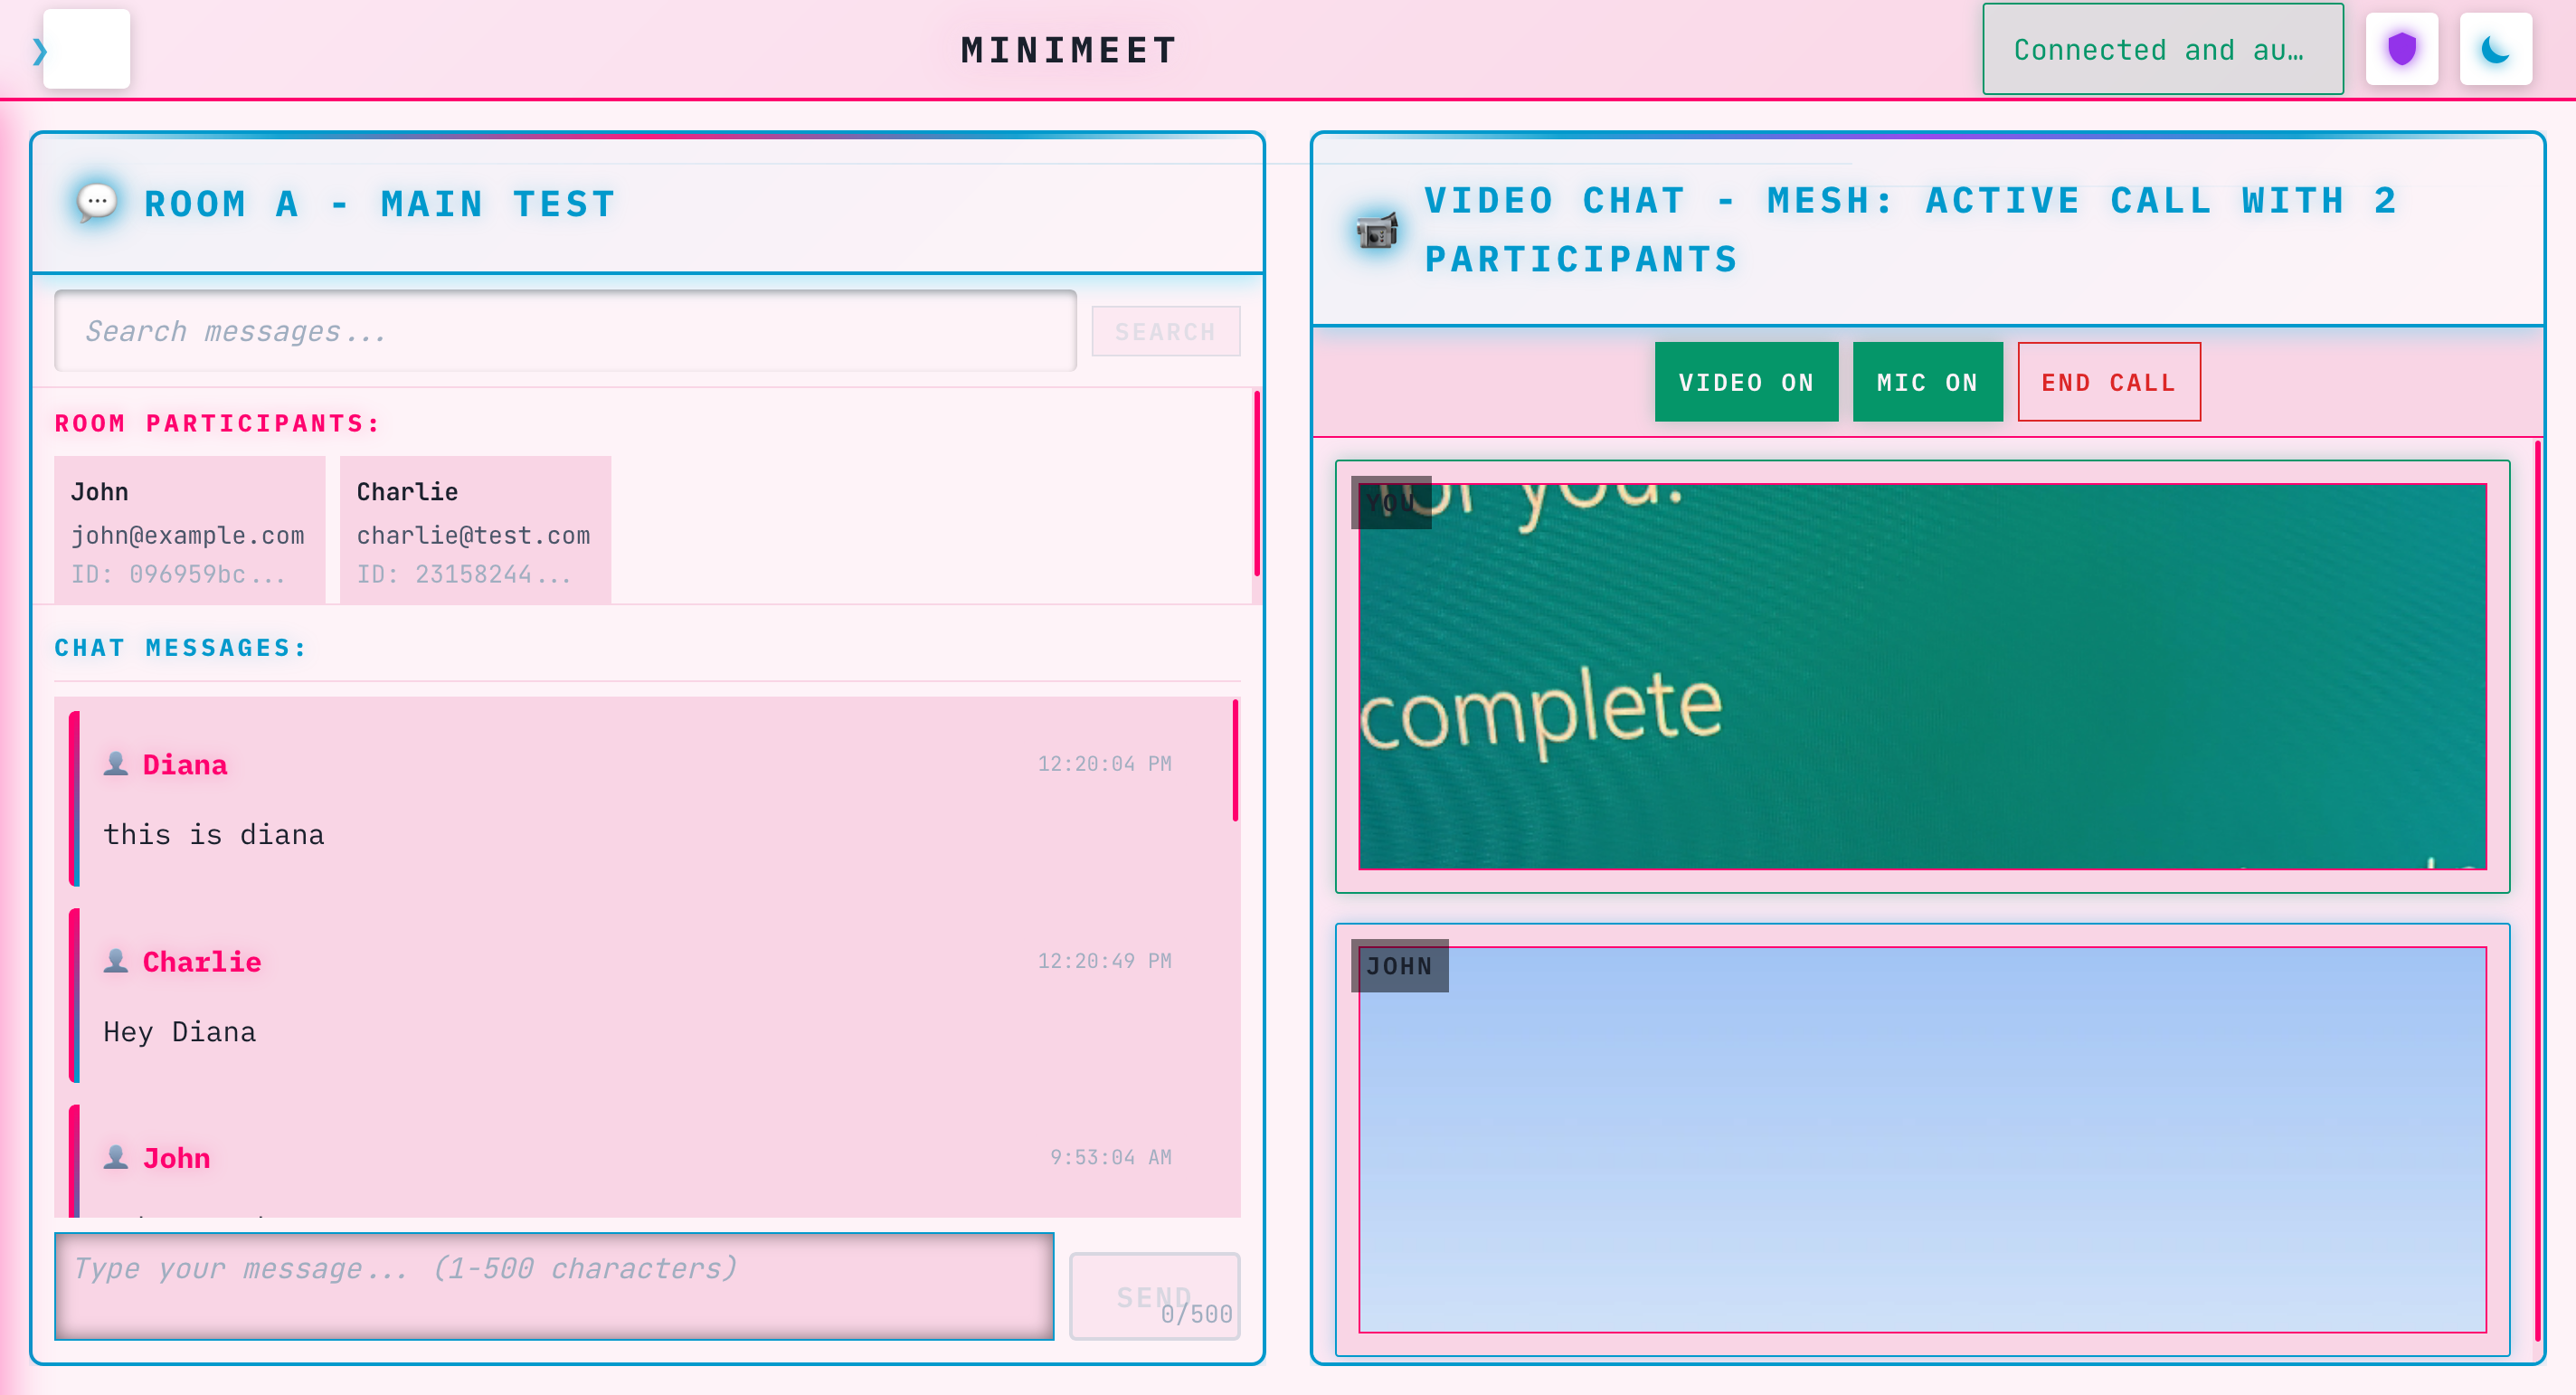 MINIMEET
Connected and au…
ROOM A - MAIN TEST
Search messages...
SEARCH
ROOM PARTICIPANTS:
John
john@example.com
ID: 096959bc...
Charlie
charlie@test.com
ID: 23158244...
CHAT MESSAGES:
Diana
12:20:04 PM
this is diana
Charlie
12:20:49 PM
Hey Diana
John
9:53:04 AM
Type your message... (1-500 characters)
SEND
0/500
VIDEO CHAT - MESH: ACTIVE CALL WITH 2
PARTICIPANTS
VIDEO ON
MIC ON
END CALL
YOU
for you.
complete
JOHN